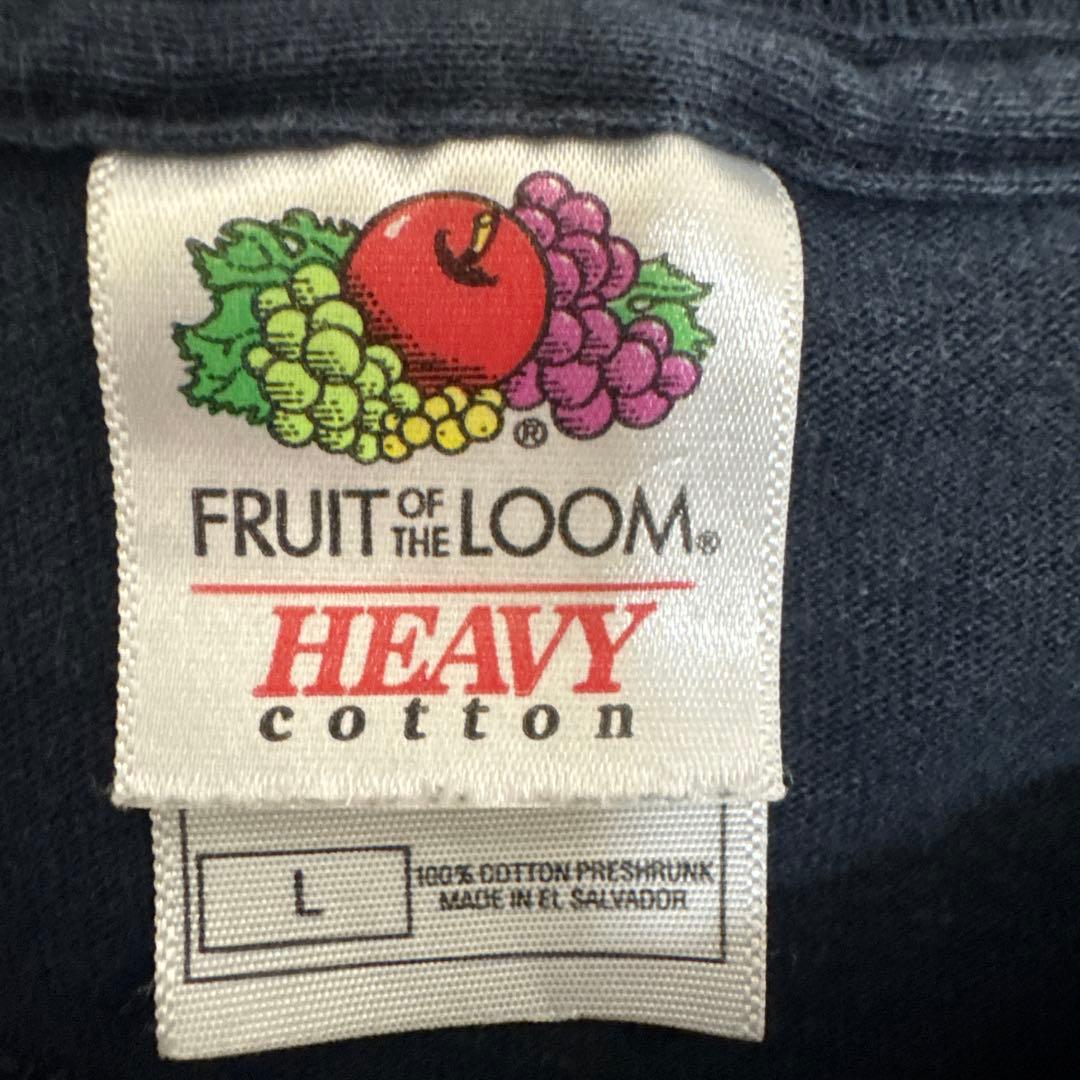 ®
FRUIT OF THE LOOM®
HEAVY
cotton
L
100% COTTON PRESHRUNK
MADE IN EL SALVADOR